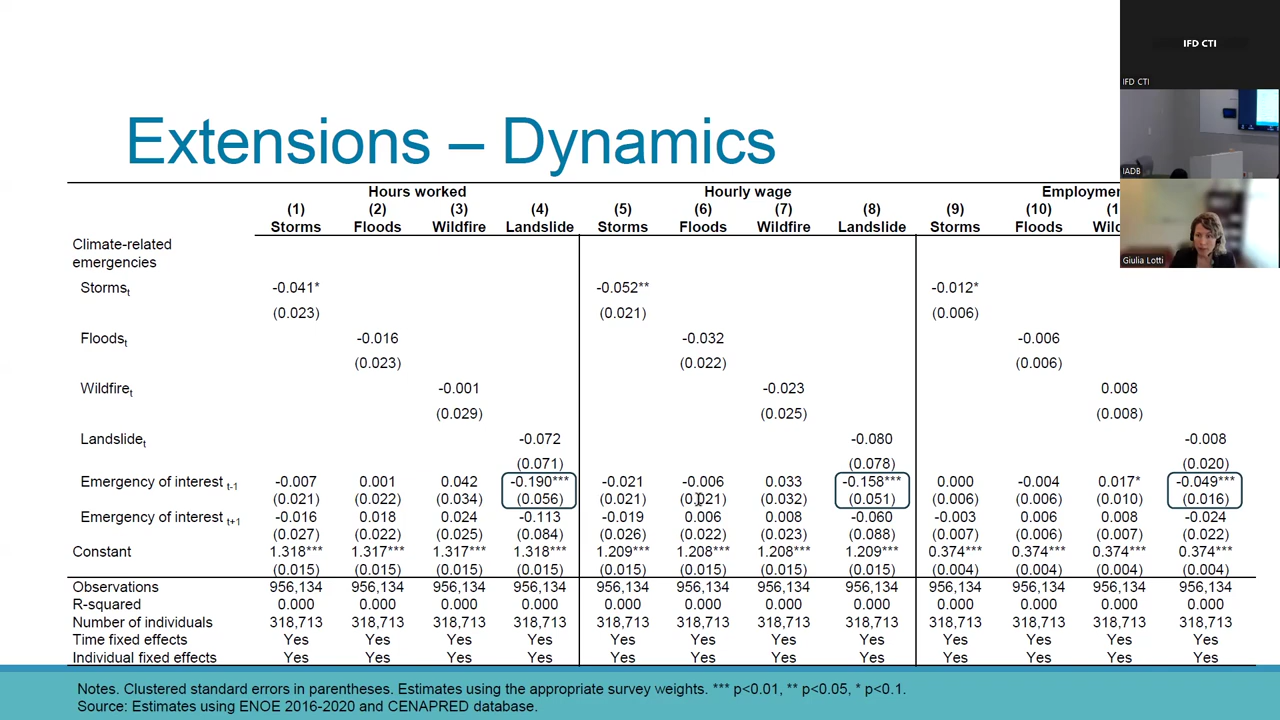 IFD CTI
IFD CTI
IADB
Giulia Lotti
Extensions – Dynamics
Hours worked Hourly wage Employmen
(1) (2) (3) (4) (5) (6) (7) (8) (9) (10) (1
Storms Floods Wildfire Landslide Storms Floods Wildfire Landslide Storms Floods Wil
Climate-related
emergencies
Stormst -0.041* -0.052** -0.012*
(0.023) (0.021) (0.006)
Floodst -0.016 -0.032 -0.006
(0.023) (0.022) (0.006)
Wildfiret -0.001 -0.023 0.008
(0.029) (0.025) (0.008)
Landslidet -0.072 -0.080 -0.008
(0.071) (0.078) (0.020)
Emergency of interest t-1 -0.007 0.001 0.042 -0.190*** -0.021 -0.006 0.033 -0.158*** 0.000 -0.004 0.017* -0.049***
(0.021) (0.022) (0.034) (0.056) (0.021) (0.021) (0.032) (0.051) (0.006) (0.006) (0.010) (0.016)
Emergency of interest t+1 -0.016 0.018 0.024 -0.113 -0.019 0.006 0.008 -0.060 -0.003 0.006 0.008 -0.024
(0.027) (0.022) (0.025) (0.084) (0.026) (0.022) (0.023) (0.088) (0.007) (0.006) (0.007) (0.022)
Constant 1.318*** 1.317*** 1.317*** 1.318*** 1.209*** 1.208*** 1.208*** 1.209*** 0.374*** 0.374*** 0.374*** 0.374***
(0.015) (0.015) (0.015) (0.015) (0.015) (0.015) (0.015) (0.015) (0.004) (0.004) (0.004) (0.004)
Observations 956,134 956,134 956,134 956,134 956,134 956,134 956,134 956,134 956,134 956,134 956,134 956,134
R-squared 0.000 0.000 0.000 0.000 0.000 0.000 0.000 0.000 0.000 0.000 0.000 0.000
Number of individuals 318,713 318,713 318,713 318,713 318,713 318,713 318,713 318,713 318,713 318,713 318,713 318,713
Time fixed effects Yes Yes Yes Yes Yes Yes Yes Yes Yes Yes Yes Yes
Individual fixed effects Yes Yes Yes Yes Yes Yes Yes Yes Yes Yes Yes Yes
Notes. Clustered standard errors in parentheses. Estimates using the appropriate survey weights. *** p<0.01, ** p<0.05, * p<0.1.
Source: Estimates using ENOE 2016-2020 and CENAPRED database.